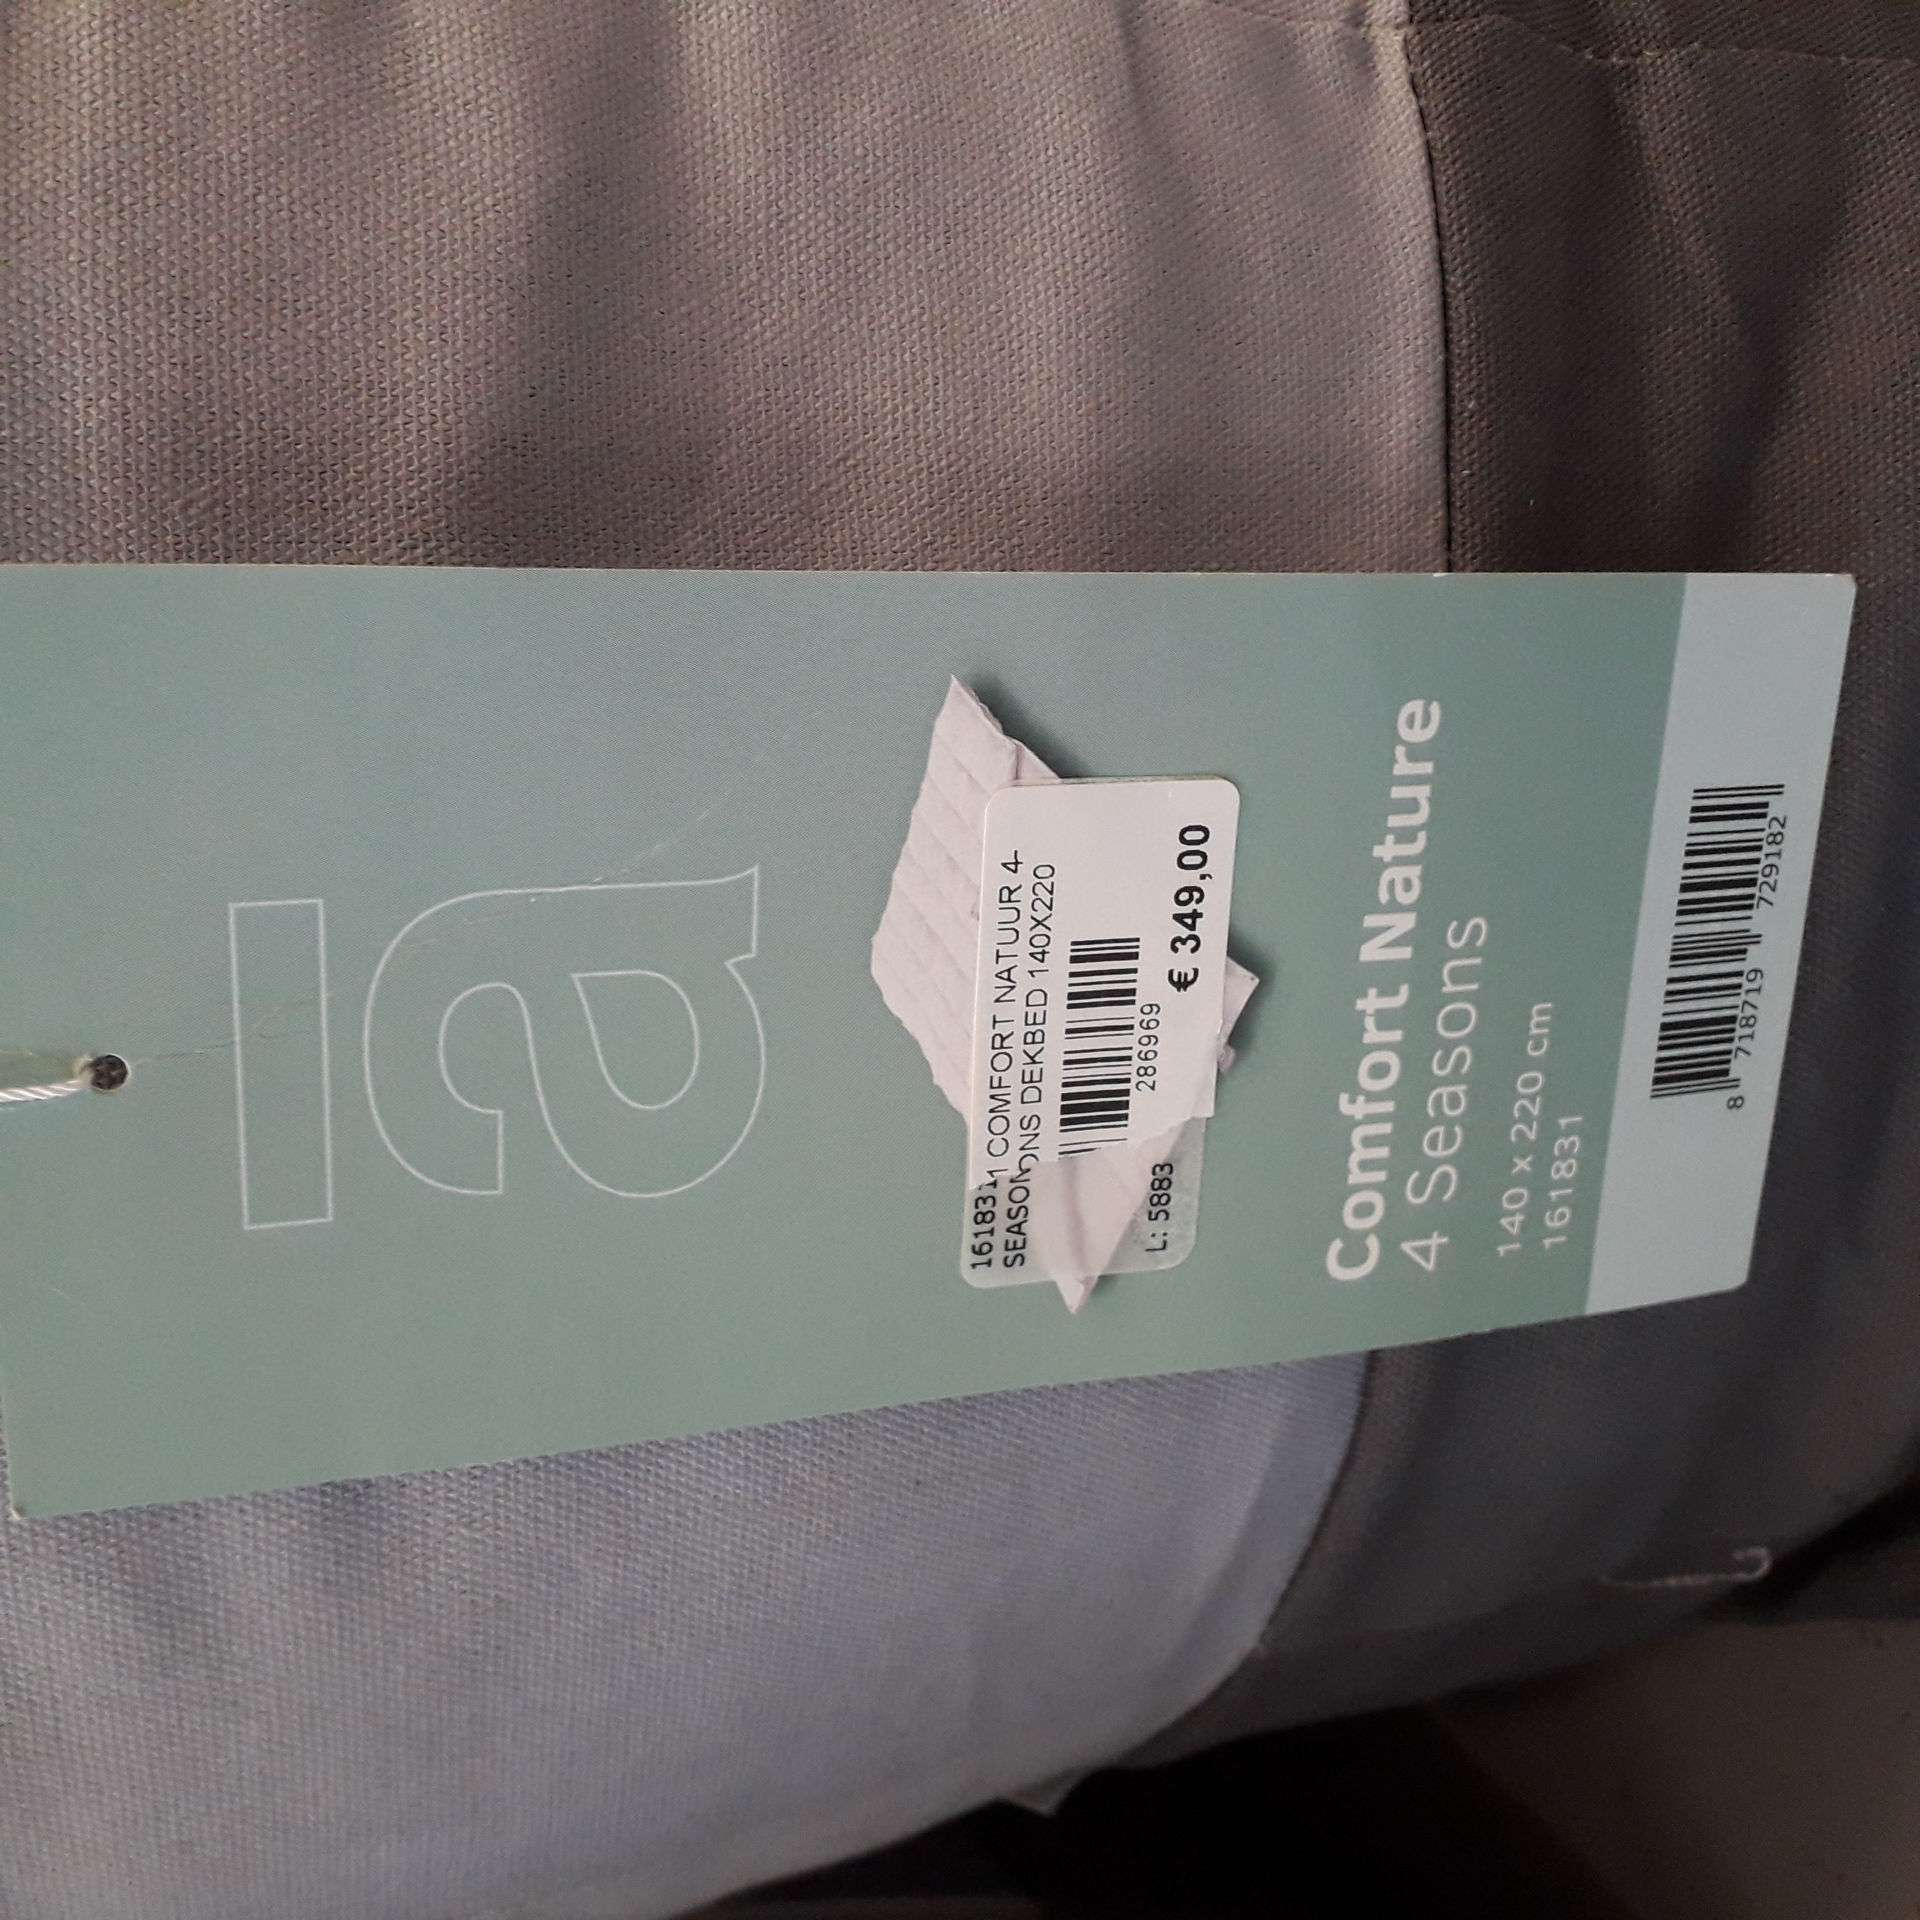 ā
161831 COMFORT NATUUR 4-
SEASONS DEKBED 140X220
286969
L: 5883 € 349,00
Comfort Nature
4 Seasons
140 x 220 cm
161831
8 718719 729182